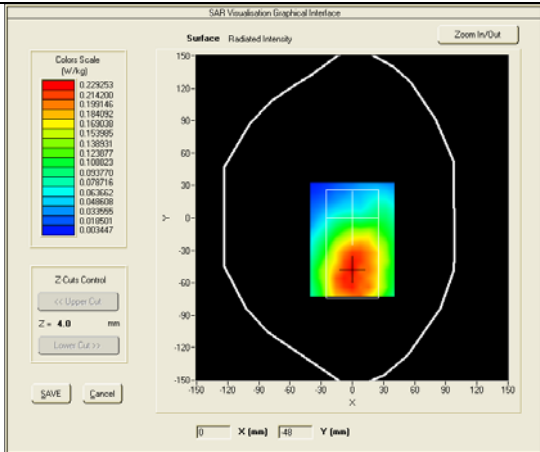 SAR Visualisation Graphical Interface
Surface Radiated Intensity
Zoom In/Out
Colors Scale
(W/kg)
0.229253
0.214200
0.199146
0.184092
0.169038
0.153985
0.138931
0.123877
0.108823
0.093770
0.078716
0.063662
0.048608
0.033555
0.018501
0.003447
Z-Cuts Control
<< Upper Cut
Z = 4.0 mm
Lower Cut >>
SAVE Cancel
150
120
90
60
30
0
-30
-60
-90
-120
-150
Y
-150 -120 -90 -60 -30 0 30 60 90 120 150
X
0 X (mm) -48 Y (mm)